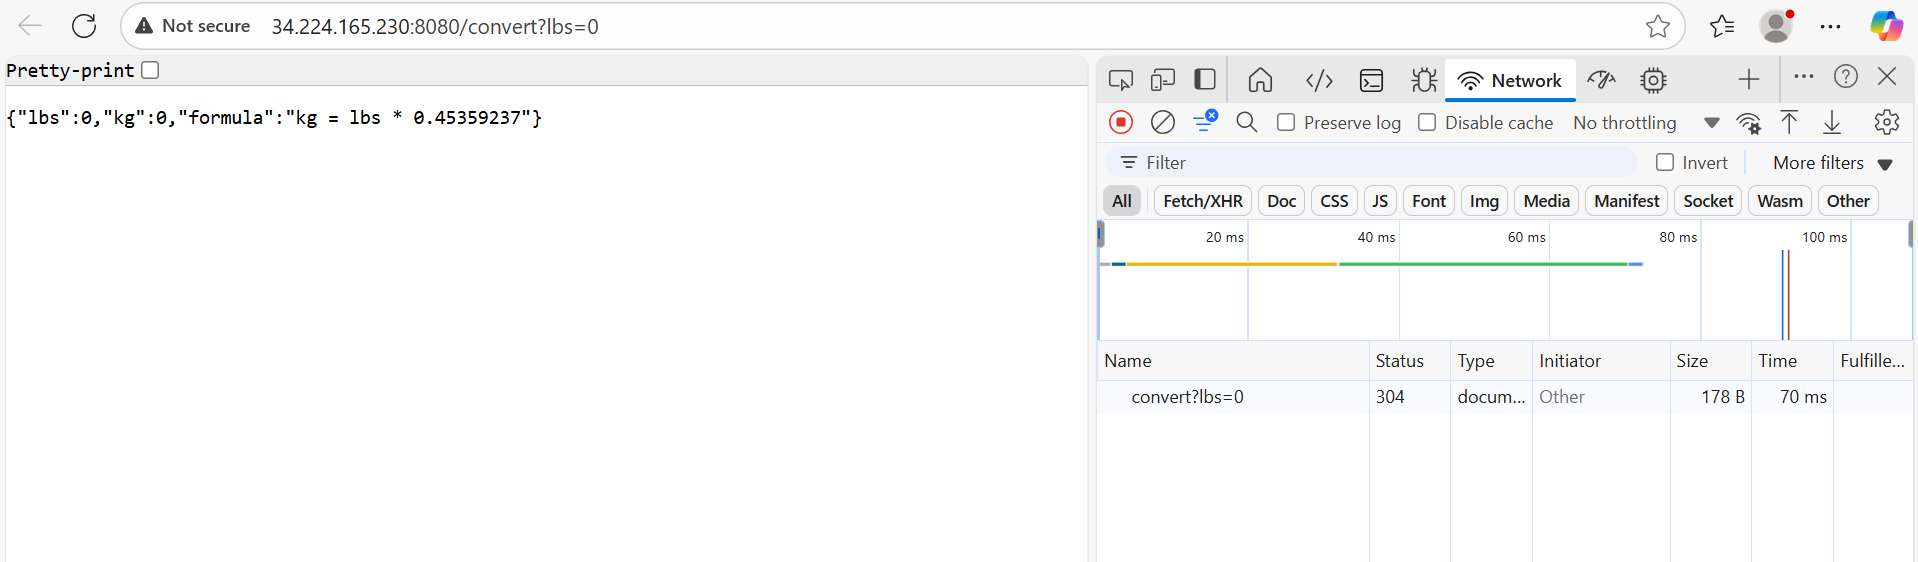 Not secure 34.224.165.230:8080/convert?lbs=0
Pretty-print
{"lbs":0,"kg":0,"formula":"kg = lbs * 0.45359237"}
Network
Preserve log Disable cache No throttling
Filter Invert More filters
All Fetch/XHR Doc CSS JS Font Img Media Manifest Socket Wasm Other
20 ms 40 ms 60 ms 80 ms 100 ms
Name Status Type Initiator Size Time Fulfille...
convert?lbs=0 304 docum... Other 178 B 70 ms